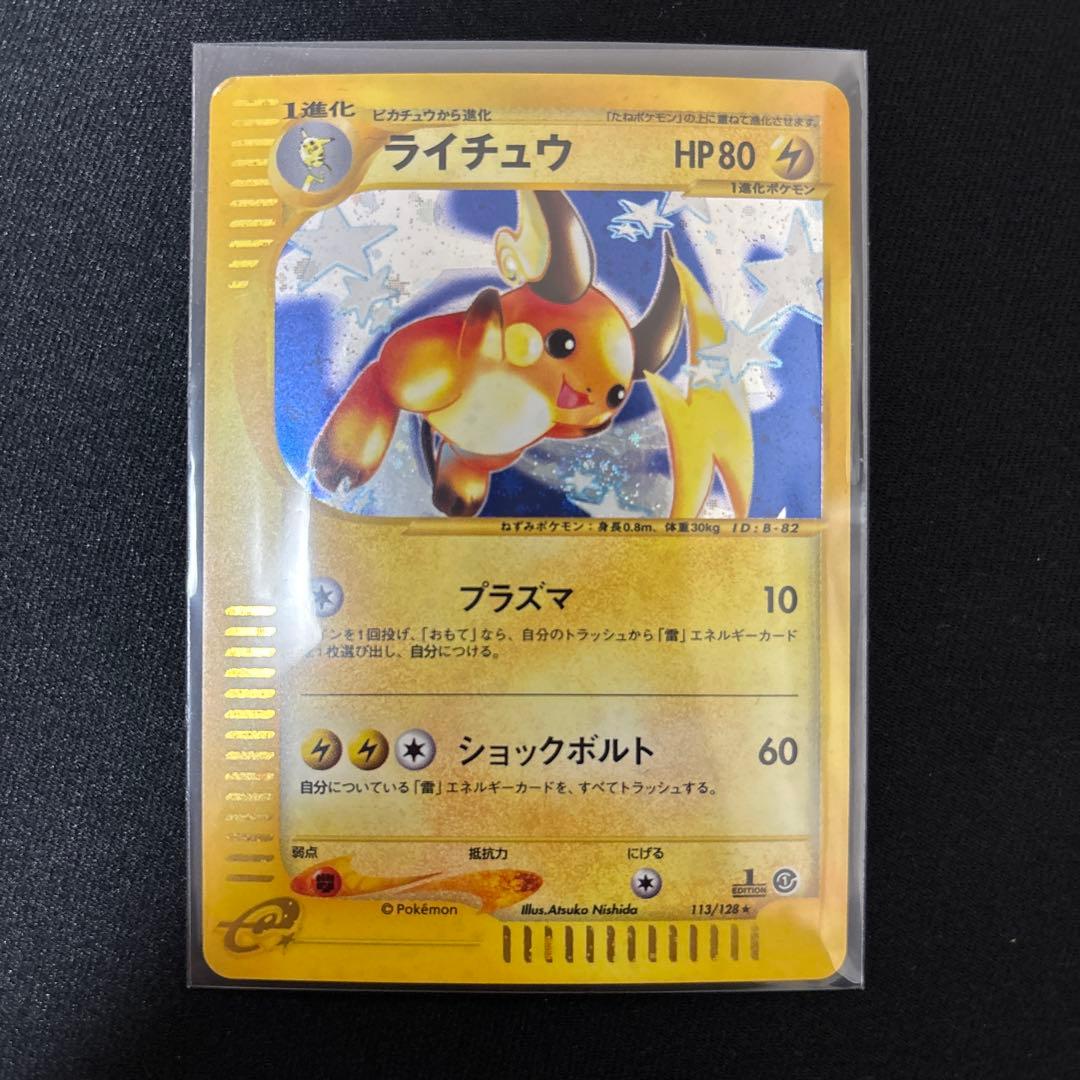 1進化 ピカチュウから進化 「たねポケモン」の上に重ねて進化させます。
ライチュウ HP80
1進化ポケモン
ねずみポケモン：身長0.8m、体重30kg ID:B-82
プラズマ 10
インを1回投げ、「おもて」なら、自分のトラッシュから「雷」エネルギーカード
1枚選び出し、自分につける。
ショックボルト 60
自分についている「雷」エネルギーカードを、すべてトラッシュする。
弱点 抵抗力 にげる
1
EDITION
© Pokémon Illus.Atsuko Nishida 113/128★
e